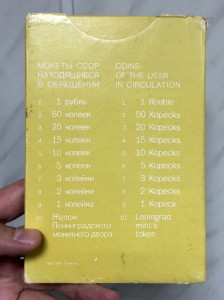 МОНЕТЫ СССР
НАХОДЯЩИЕСЯ
В ОБРАЩЕНИИ
COINS
OF THE USSR
IN CIRCULATION
1. 1 рубль
2. 50 копеек
3. 20 копеек
4. 15 копеек
5. 10 копеек
6. 5 копеек
7. 3 копейки
8. 2 копейки
9. 1 копейка
10. Жетон
Ленинградского
монетного двора
1. 1 Rouble
2. 50 Kopecks
3. 20 Kopecks
4. 15 Kopecks
5. 10 Kopecks
6. 5 Kopecks
7. 3 Kopecks
8. 2 Kopecks
9. 1 Kopeck
10. Leningrad
mint's
token